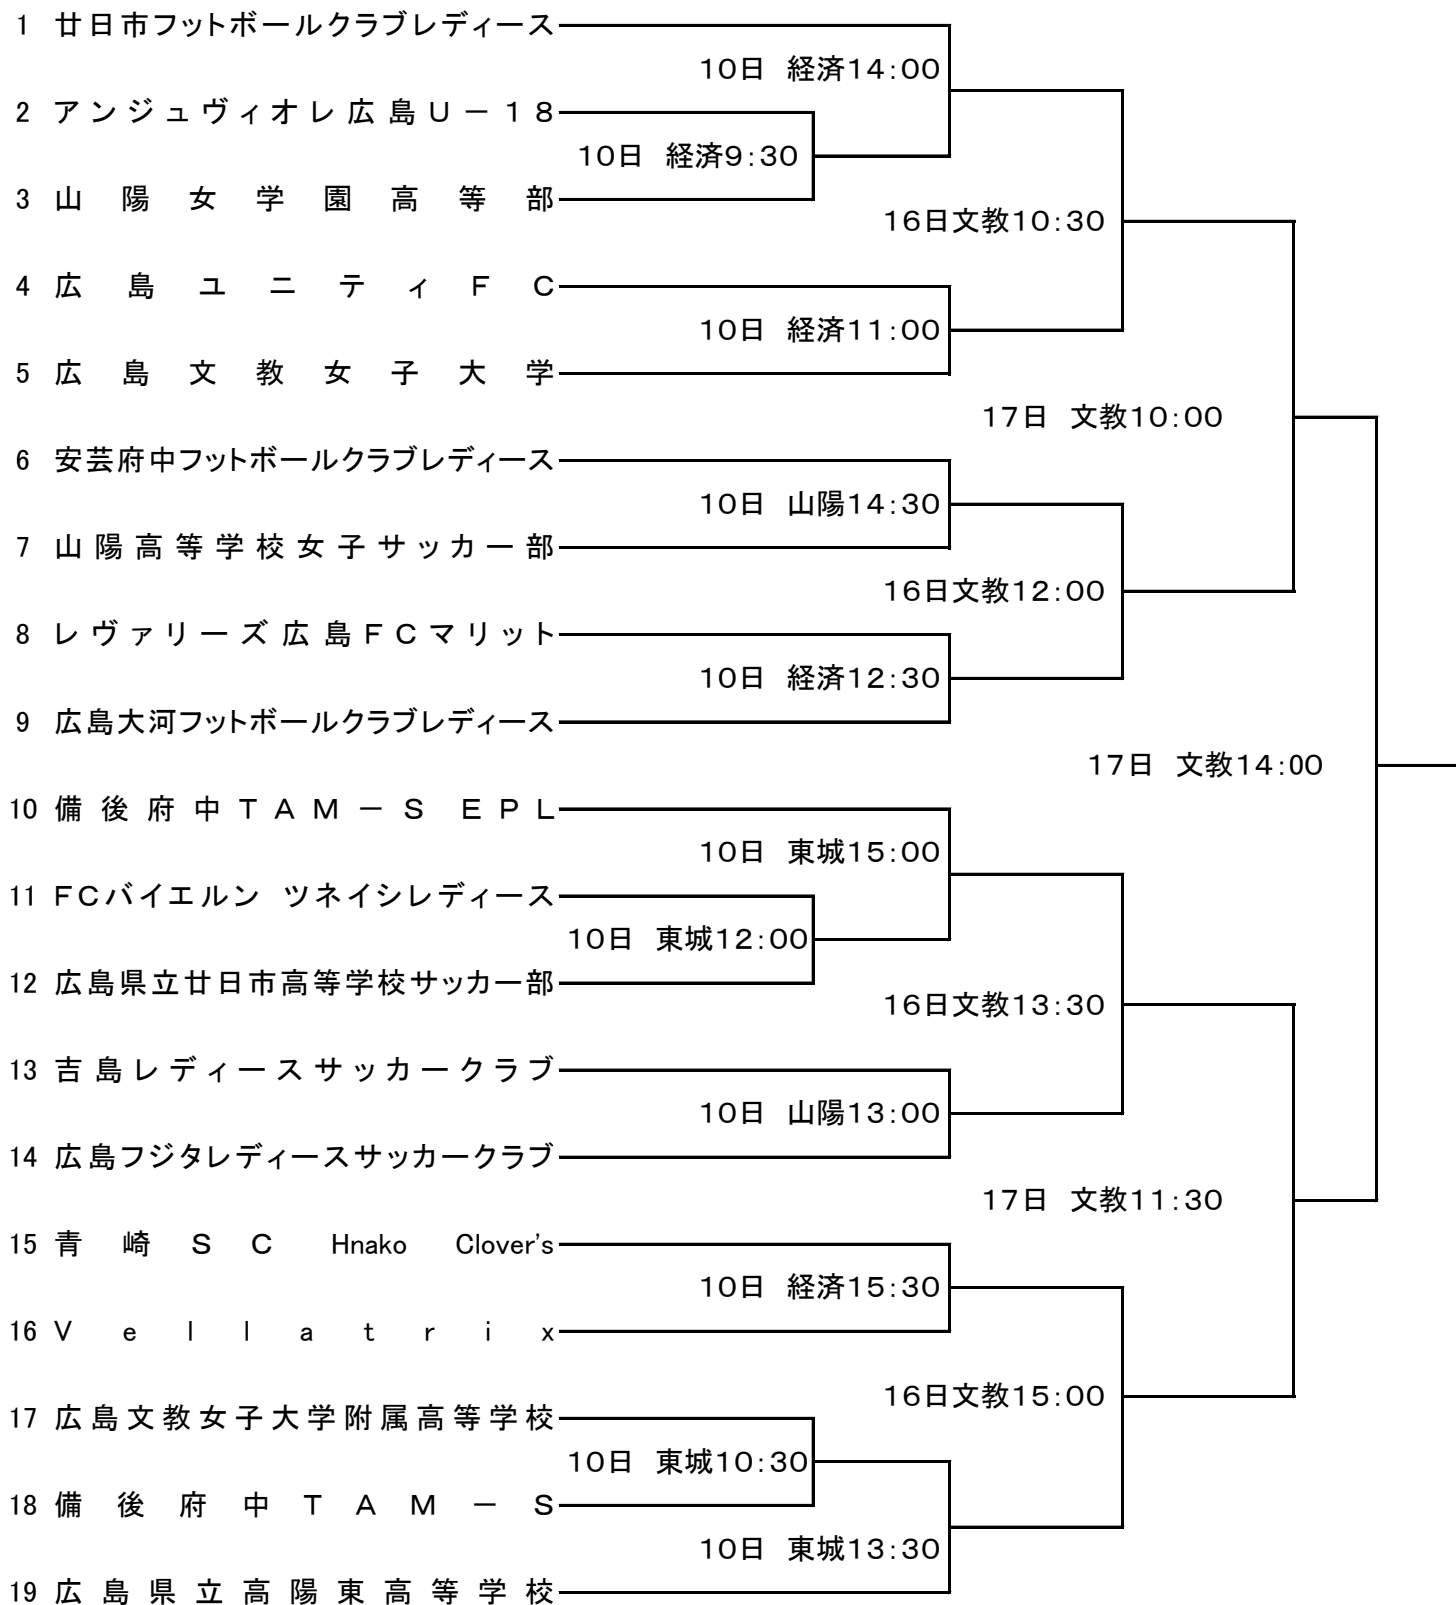 1 廿日市フットボールクラブレディース
10日 経済14:00
2 アンジュヴィオレ広島U－18
10日 経済9:30
3 山陽女学園高等部
16日文教10:30
4 広島ユニティFC
10日 経済11:00
5 広島文教女子大学
17日 文教10:00
6 安芸府中フットボールクラブレディース
10日 山陽14:30
7 山陽高等学校女子サッカー部
16日文教12:00
8 レヴァリーズ広島FCマリット
10日 経済12:30
9 広島大河フットボールクラブレディース
17日 文教14:00
10 備後府中TAM－S EPL
10日 東城15:00
11 FCバイエルン ツネイシレディース
10日 東城12:00
12 広島県立廿日市高等学校サッカー部
16日文教13:30
13 吉島レディースサッカークラブ
10日 山陽13:00
14 広島フジタレディースサッカークラブ
17日 文教11:30
15 青崎SC Hnako Clover's
10日 経済15:30
16 Vellatrix
16日文教15:00
17 広島文教女子大学附属高等学校
10日 東城10:30
18 備後府中TAM－S
10日 東城13:30
19 広島県立高陽東高等学校